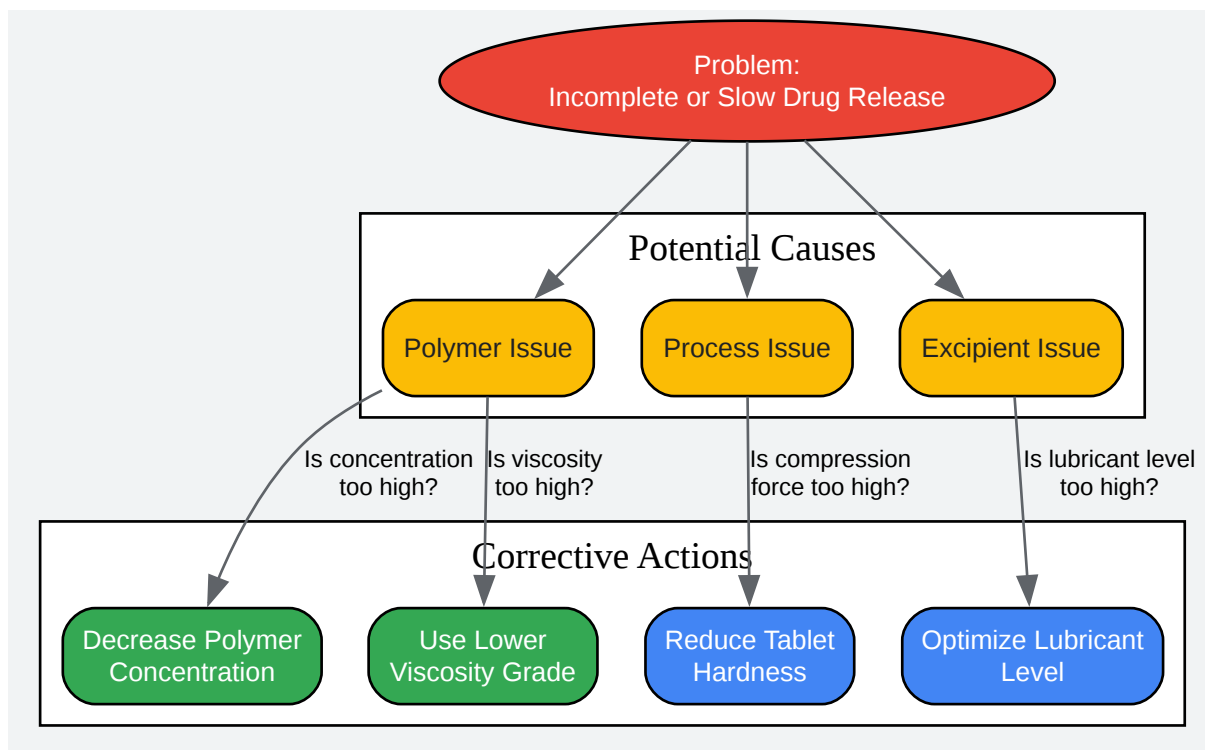 Problem:
Incomplete or Slow Drug Release
Potential Causes
Polymer Issue
Process Issue
Excipient Issue
Is concentration
too high?
Is viscosity
too high?
Is compression
force too high?
Is lubricant level
too high?
Corrective Actions
Decrease Polymer
Concentration
Use Lower
Viscosity Grade
Reduce Tablet
Hardness
Optimize Lubricant
Level